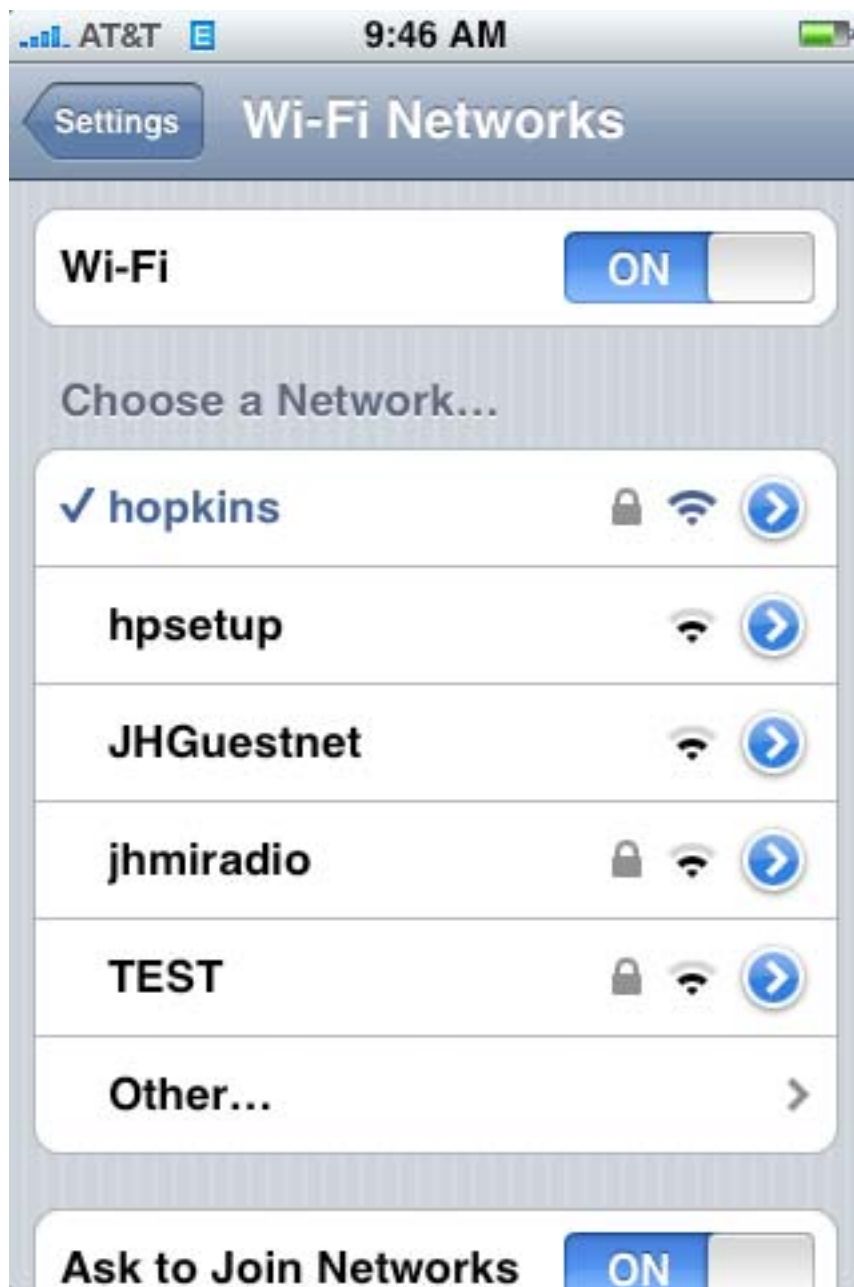 AT&T E 9:46 AM
Settings Wi-Fi Networks
Wi-Fi ON
Choose a Network...
✓ hopkins
hpsetup
JHGuestnet
jhmiradio
TEST
Other...
Ask to Join Networks ON